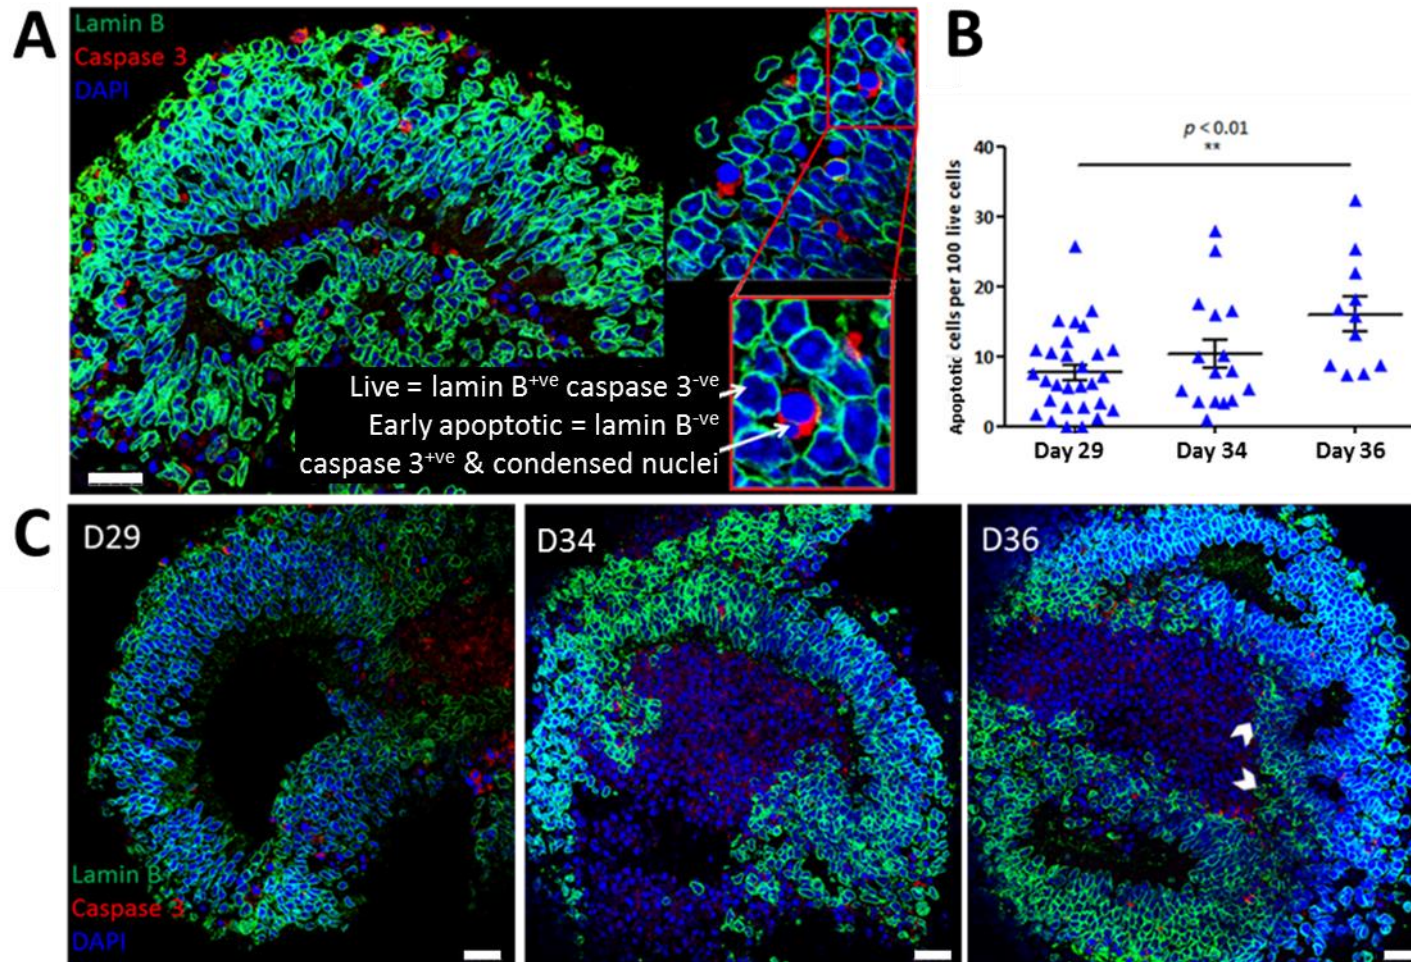 A
Lamin B
Caspase 3
DAPI
Live = lamin B+ve caspase 3-ve
Early apoptotic = lamin B-ve
caspase 3+ve & condensed nuclei
B
p < 0.01
**
Apoptotic cells per 100 live cells
40
30
20
10
0
Day 29
Day 34
Day 36
C
D29
D34
D36
Lamin B
Caspase 3
DAPI